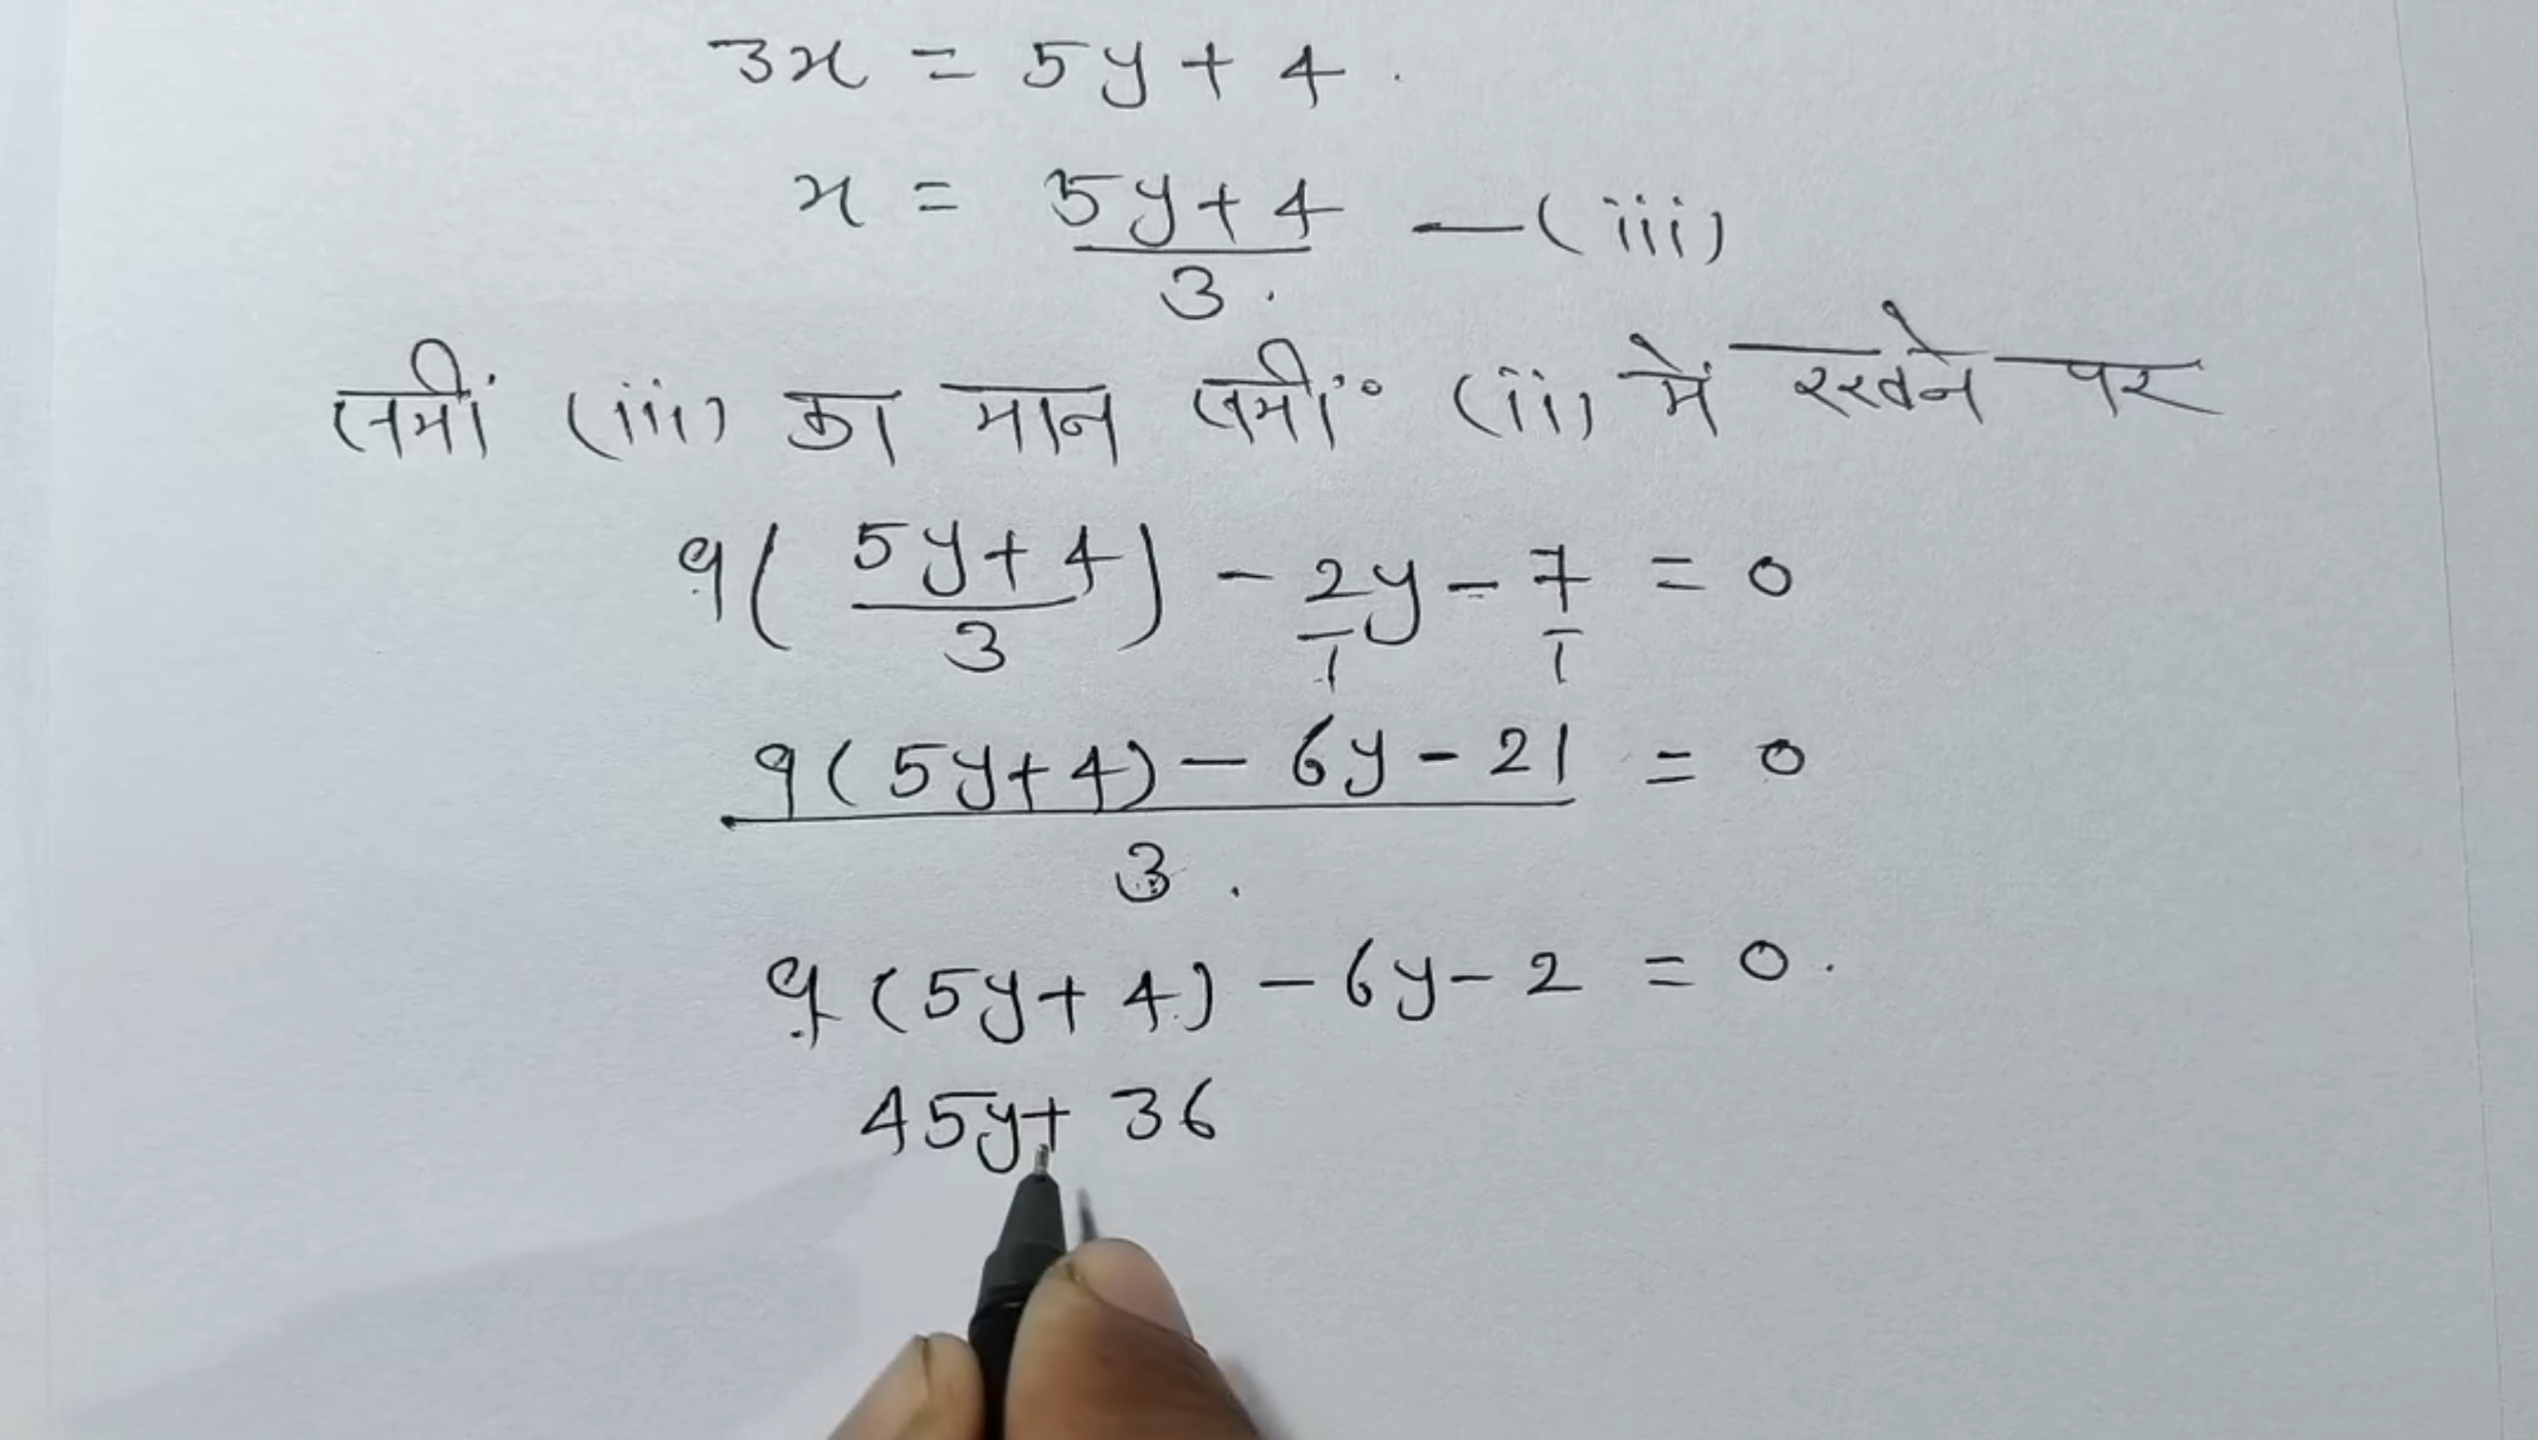 3x = 5y + 4.
x = 5y + 4 — (iii)
3.
समी० (iii) का मान समी० (ii) में रखने पर
9(5y + 4) - 2y - 7 = 0
3 1 1
9(5y + 4) - 6y - 21 = 0
3.
9(5y + 4) - 6y - 2 = 0.
45y + 36